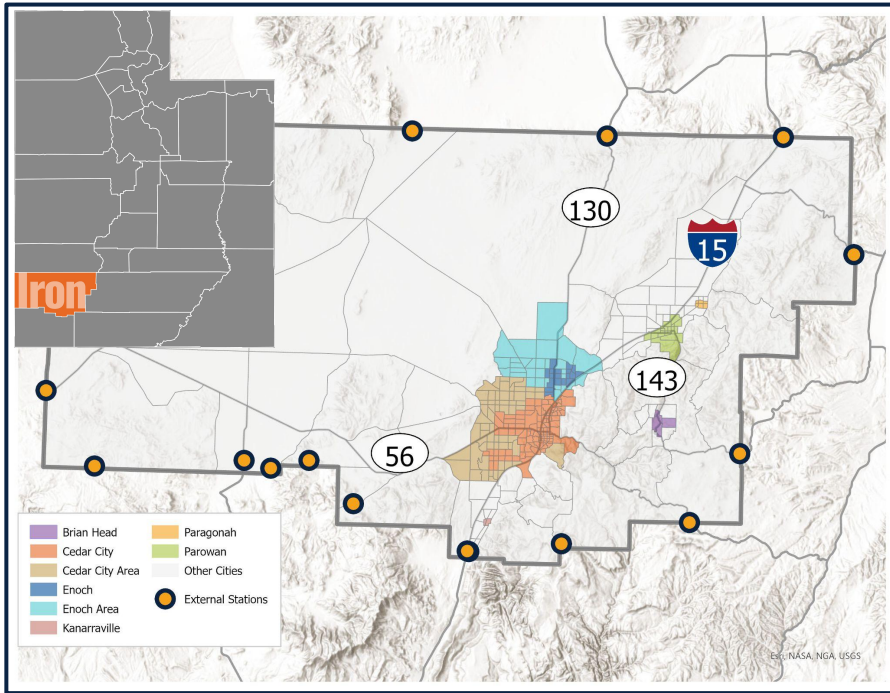 Iron
130
15
143
56
Brian Head
Cedar City
Cedar City Area
Enoch
Enoch Area
Kanarraville
Paragonah
Parowan
Other Cities
External Stations
Esri, NASA, NGA, USGS